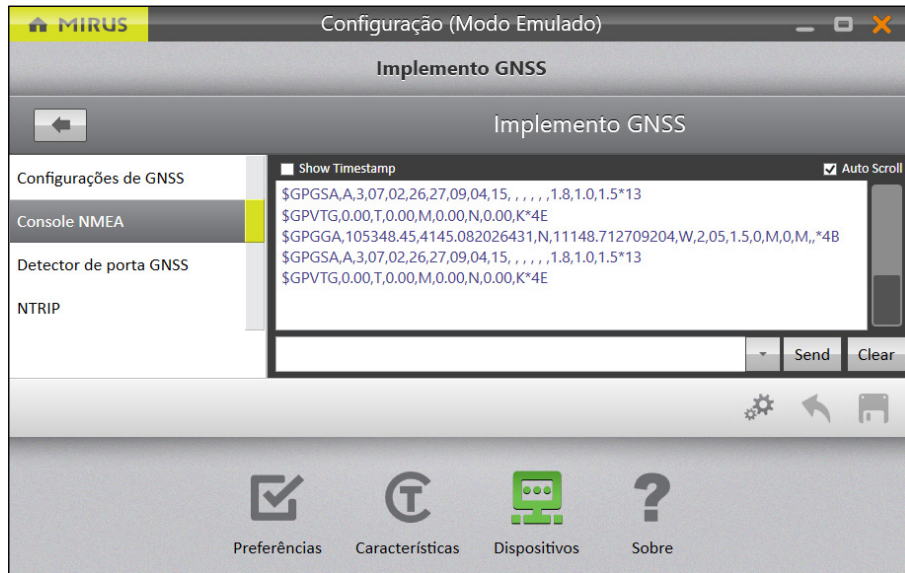 MIRUS
Configuração (Modo Emulado)
Implemento GNSS
Implemento GNSS
Configurações de GNSS
Console NMEA
Detector de porta GNSS
NTRIP
Show Timestamp
Auto Scroll
$GPGSA,A,3,07,02,26,27,09,04,15, , , , , ,1.8,1.0,1.5*13
$GPVTG,0.00,T,0.00,M,0.00,N,0.00,K*4E
$GPGGA,105348.45,4145.082026431,N,11148.712709204,W,2,05,1.5,0,M,0,M,,*4B
$GPGSA,A,3,07,02,26,27,09,04,15, , , , , ,1.8,1.0,1.5*13
$GPVTG,0.00,T,0.00,M,0.00,N,0.00,K*4E
Send
Clear
Preferências
Características
Dispositivos
Sobre